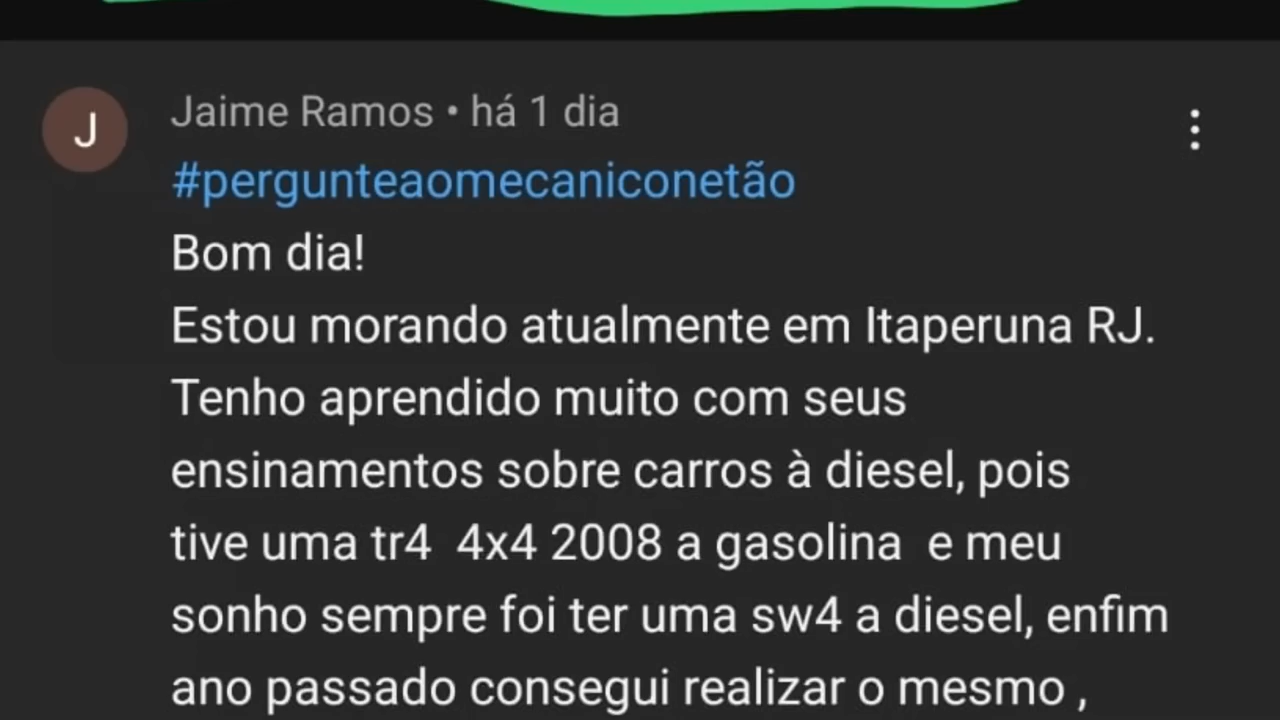 J
Jaime Ramos • há 1 dia
#pergunteaomecaniconetão
Bom dia!
Estou morando atualmente em Itaperuna RJ.
Tenho aprendido muito com seus
ensinamentos sobre carros à diesel, pois
tive uma tr4  4x4 2008 a gasolina  e meu
sonho sempre foi ter uma sw4 a diesel, enfim
ano passado consegui realizar o mesmo ,